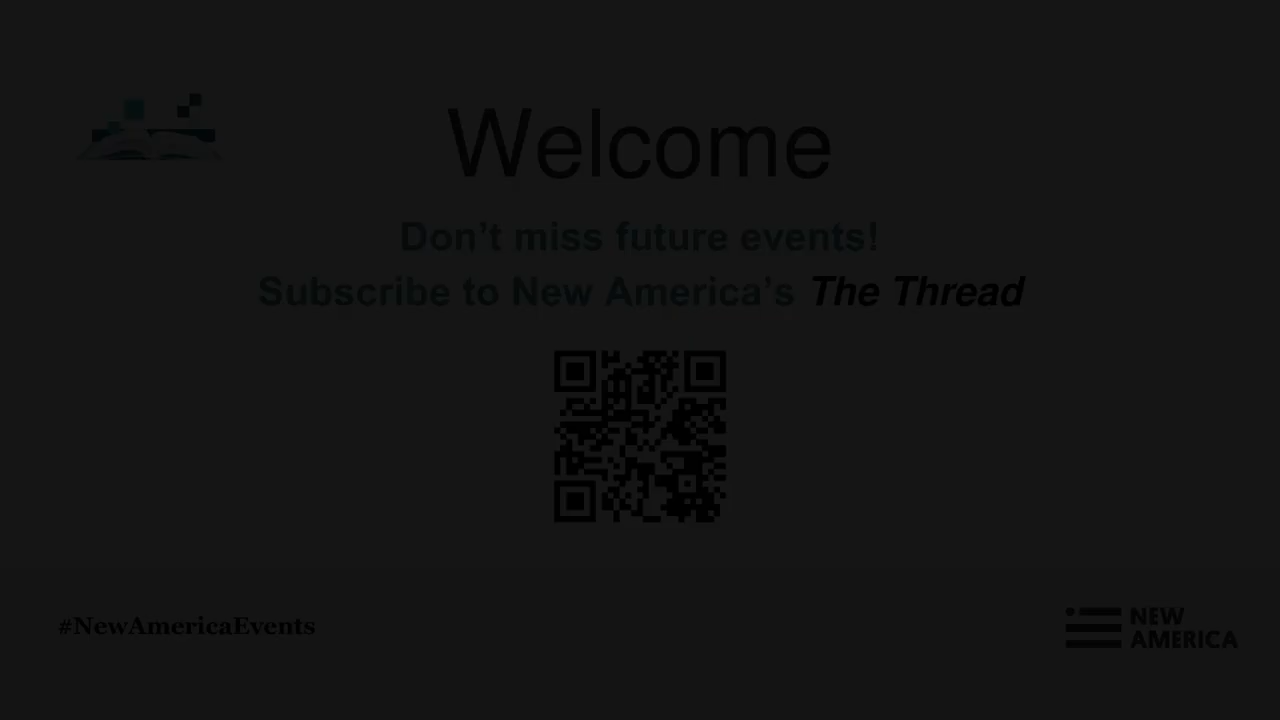 Welcome
Don't miss future events!
Subscribe to New America's The Thread
#NewAmericaEvents
NEW
AMERICA